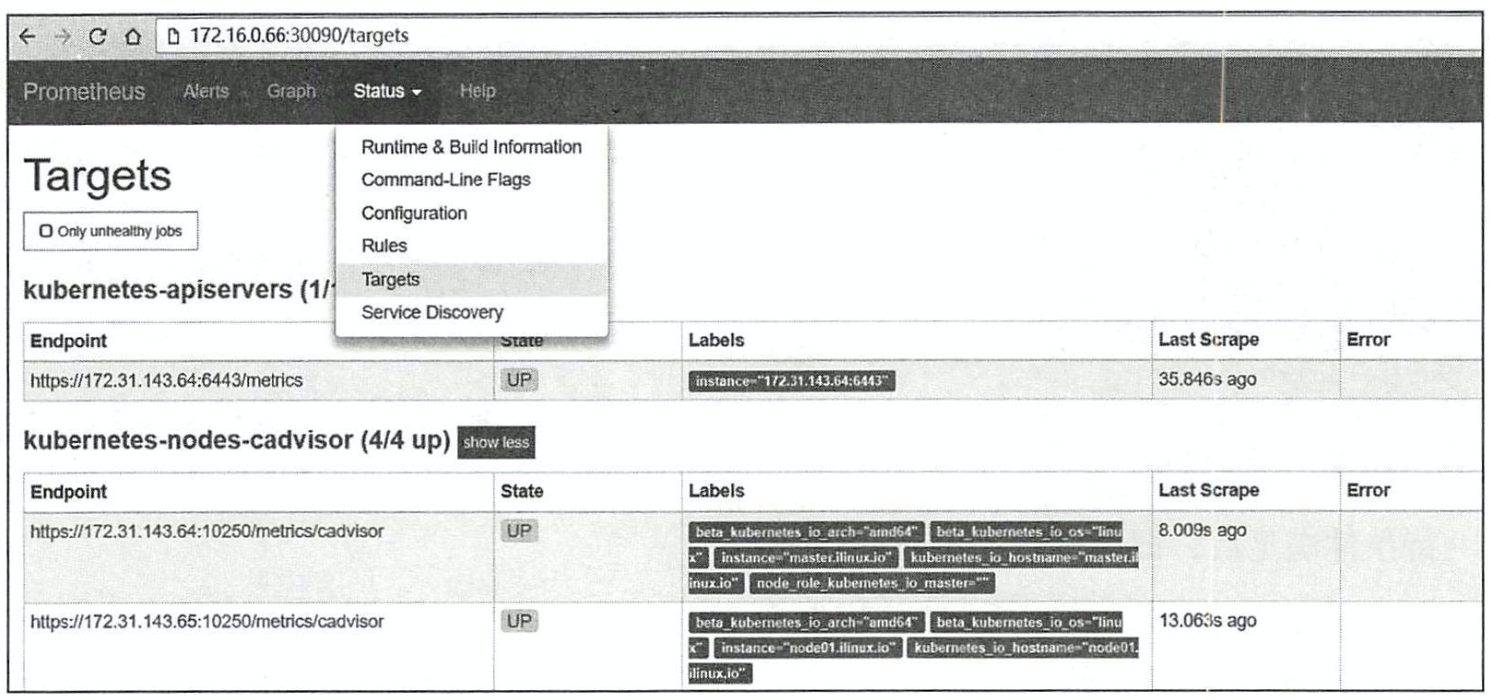 172.16.0.66:30090/targets
Prometheus Alerts Graph Status Help
Runtime & Build Information
Command-Line Flags
Configuration
Rules
Targets
Service Discovery
Targets
Only unhealthy jobs
kubernetes-apiservers (1/
Endpoint State Labels Last Scrape Error
https://172.31.143.64:6443/metrics UP instance="172.31.143.64:6443" 35.846s ago
kubernetes-nodes-cadvisor (4/4 up) show less
Endpoint State Labels Last Scrape Error
https://172.31.143.64:10250/metrics/cadvisor UP beta_kubernetes_io_arch="amd64" beta_kubernetes_io_os="linu 8.009s ago
x" instance="master.ilinux.io" kubernetes_io_hostname="master.il
inux.io" node_role_kubernetes_io_master=""
https://172.31.143.65:10250/metrics/cadvisor UP beta_kubernetes_io_arch="amd64" beta_kubernetes_io_os="linu 13.063s ago
x" instance="node01.ilinux.io" kubernetes_io_hostname="node01.
ilinux.io"